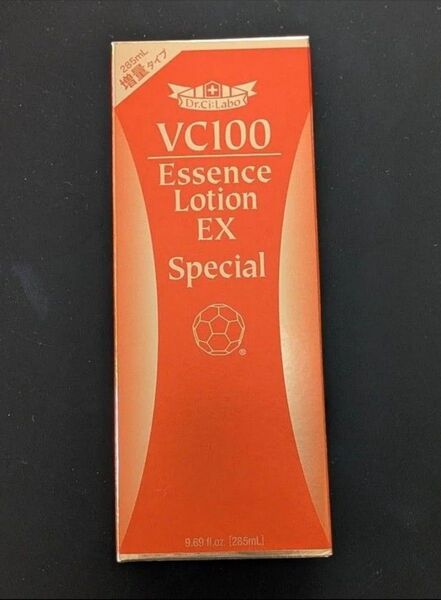 285mL
増量タイプ
Dr.Ci:Labo
VC100
Essence
Lotion
EX
Special
®
9.69 fl.oz. [285mL]